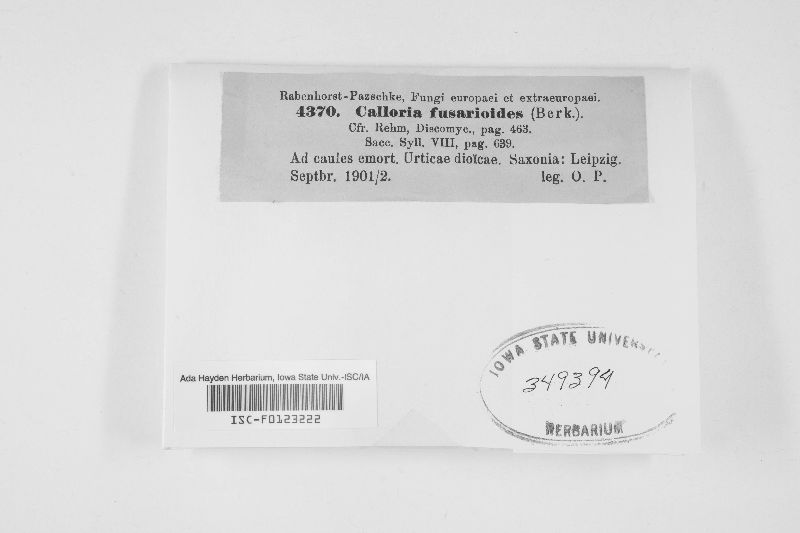 Rabenhorst-Pazschke, Fungi europaei et extraeuropaei.
4370. Calloria fusarioides (Berk.).
Cfr. Rehm, Discomyc., pag. 463.
Sacc. Syll. VIII, pag. 639.
Ad caules emort. Urticae dioïcae. Saxonia: Leipzig.
Septbr. 1901/2. leg. O. P.
IOWA STATE UNIVERSI
349394
HERBARIUM
Ada Hayden Herbarium, Iowa State Univ.-ISC/IA
ISC-F0123222